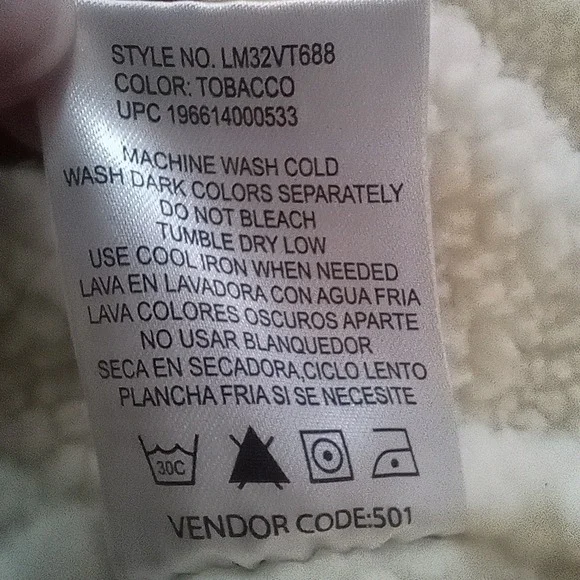 STYLE NO. LM32VT688
COLOR: TOBACCO
UPC 196614000533
MACHINE WASH COLD
WASH DARK COLORS SEPARATELY
DO NOT BLEACH
TUMBLE DRY LOW
USE COOL IRON WHEN NEEDED
LAVA EN LAVADORA CON AGUA FRIA
LAVA COLORES OSCUROS APARTE
NO USAR BLANQUEDOR
SECA EN SECADORA,CICLO LENTO
PLANCHA FRIA SI SE NECESITE
30C
VENDOR CODE:501